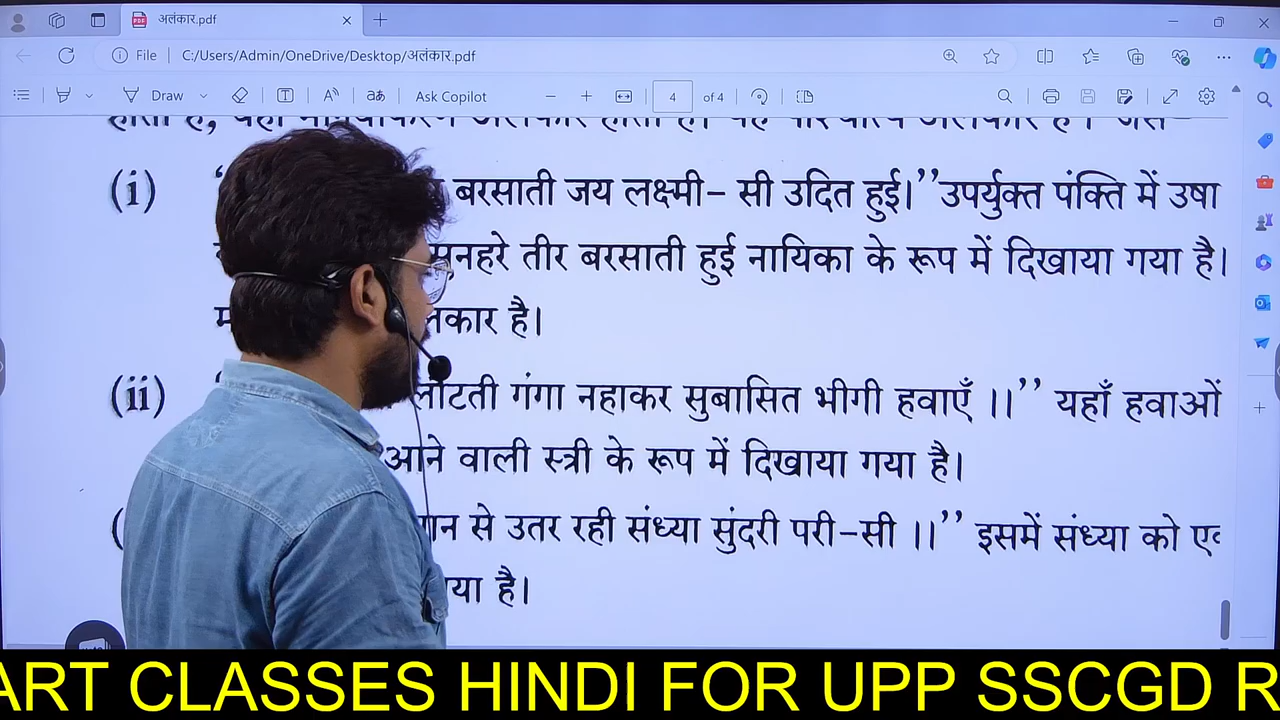 अलंकार.pdf
File C:/Users/Admin/OneDrive/Desktop/अलंकार.pdf
Draw Ask Copilot 4 of 4
(i) बरसाती जय लक्ष्मी– सी उदित हुई।’’उपर्युक्त पंक्ति में उषा
सुनहरे तीर बरसाती हुई नायिका के रूप में दिखाया गया है।
है।
(ii) लौटती गंगा नहाकर सुबासित भीगी हवाएँ ।।’’ यहाँ हवाओं
आने वाली स्त्री के रूप में दिखाया गया है।
से उतर रही संध्या सुंदरी परी–सी ।।’’ इसमें संध्या को
है।
ART CLASSES HINDI FOR UPP SSCGD R